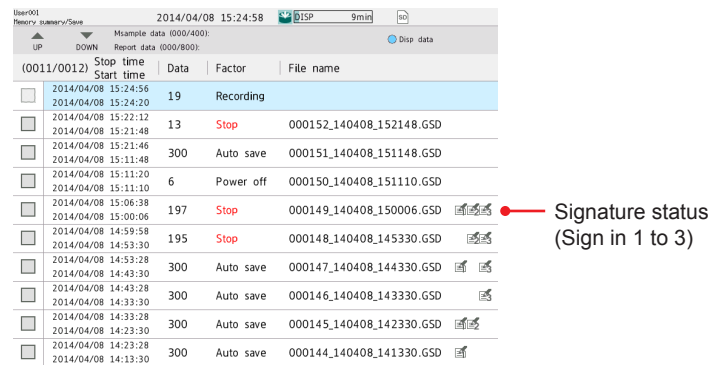 User001
Memory summary/Save
2014/04/08 15:24:58
DISP 9min
SD
UP
DOWN
Msample data (000/400):
Report data (000/800):
Disp data
(0011/0012) Stop time Start time Data Factor File name
2014/04/08 15:24:56
2014/04/08 15:24:20
19 Recording
2014/04/08 15:22:12
2014/04/08 15:21:48
13 Stop 000152_140408_152148.GSD
2014/04/08 15:21:46
2014/04/08 15:11:48
300 Auto save 000151_140408_151148.GSD
2014/04/08 15:11:20
2014/04/08 15:11:10
6 Power off 000150_140408_151110.GSD
2014/04/08 15:06:38
2014/04/08 15:00:06
197 Stop 000149_140408_150006.GSD
2014/04/08 14:59:58
2014/04/08 14:53:30
195 Stop 000148_140408_145330.GSD
2014/04/08 14:53:28
2014/04/08 14:43:30
300 Auto save 000147_140408_144330.GSD
2014/04/08 14:43:28
2014/04/08 14:33:30
300 Auto save 000146_140408_143330.GSD
2014/04/08 14:33:28
2014/04/08 14:23:30
300 Auto save 000145_140408_142330.GSD
2014/04/08 14:23:28
2014/04/08 14:13:30
300 Auto save 000144_140408_141330.GSD
Signature status
(Sign in 1 to 3)